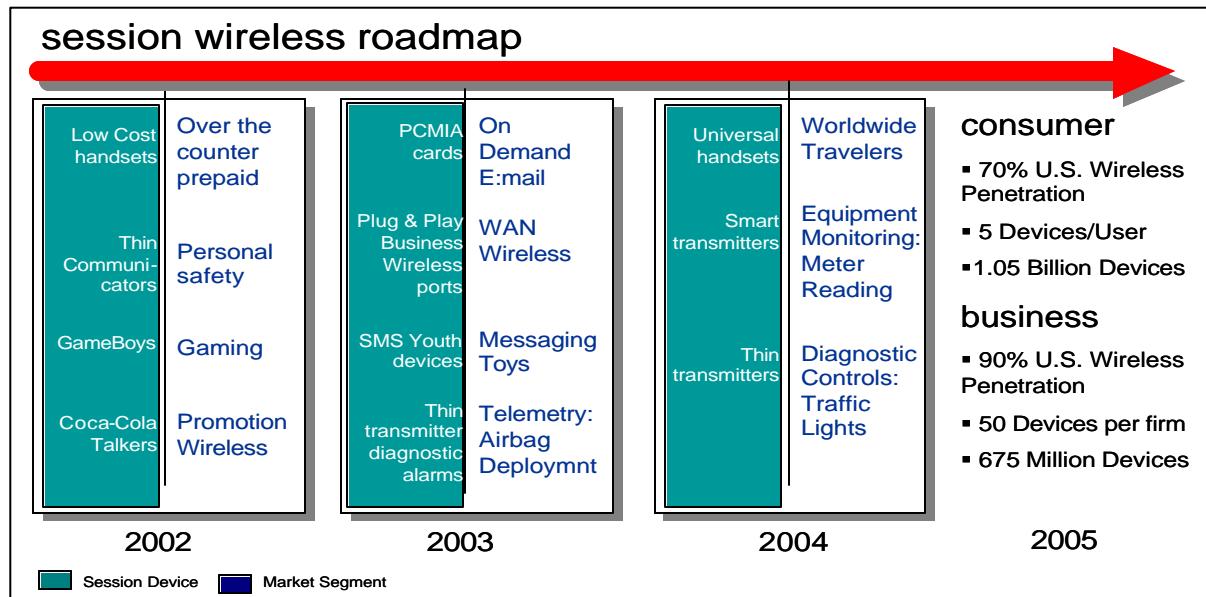 session wireless roadmap
Low Cost
handsets
Over the
counter
prepaid
Thin
Communi-
cators
Personal
safety
GameBoys
Gaming
Coca-Cola
Talkers
Promotion
Wireless
2002
PCMIA
cards
On
Demand
E:mail
Plug & Play
Business
Wireless
ports
WAN
Wireless
SMS Youth
devices
Messaging
Toys
Thin
transmitter
diagnostic
alarms
Telemetry:
Airbag
Deploymnt
2003
Universal
handsets
Worldwide
Travelers
Smart
transmitters
Equipment
Monitoring:
Meter
Reading
Thin
transmitters
Diagnostic
Controls:
Traffic
Lights
2004
consumer
▪ 70% U.S. Wireless
Penetration
▪ 5 Devices/User
▪1.05 Billion Devices
business
▪ 90% U.S. Wireless
Penetration
▪ 50 Devices per firm
▪ 675 Million Devices
2005
Session Device
Market Segment